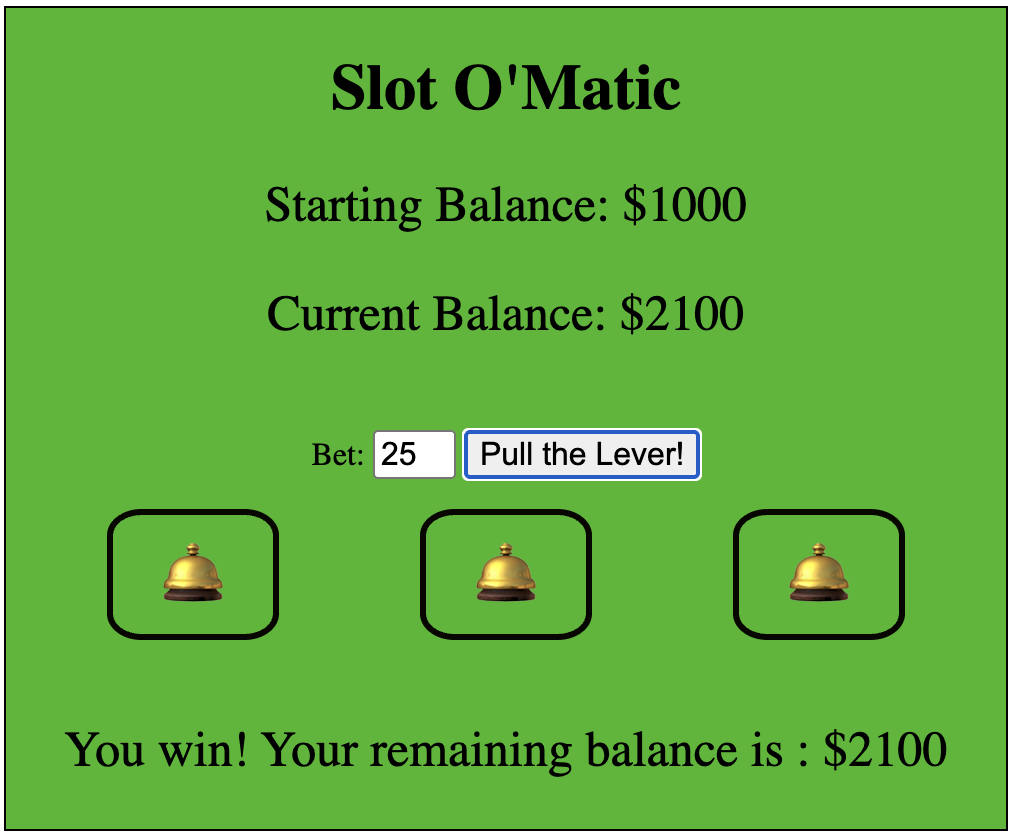 Slot O'Matic
Starting Balance: $1000
Current Balance: $2100
Bet: 25 Pull the Lever!
You win! Your remaining balance is : $2100